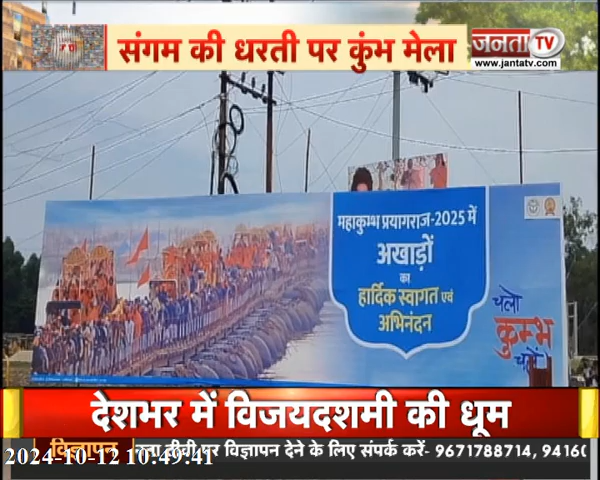 संगम की धरती पर कुंभ मेला
जनता TV
www.jantatv.com
महाकुम्भ प्रयागराज-2025 में
अखाड़ों
का
हार्दिक स्वागत एवं
अभिनंदन
चलो
कुम्भ
चलें
देशभर में विजयदशमी की धूम
विज्ञापन
टीवी पर विज्ञापन देने के लिए संपर्क करें- 9671788714, 94160
2024-10-12 10:49:41